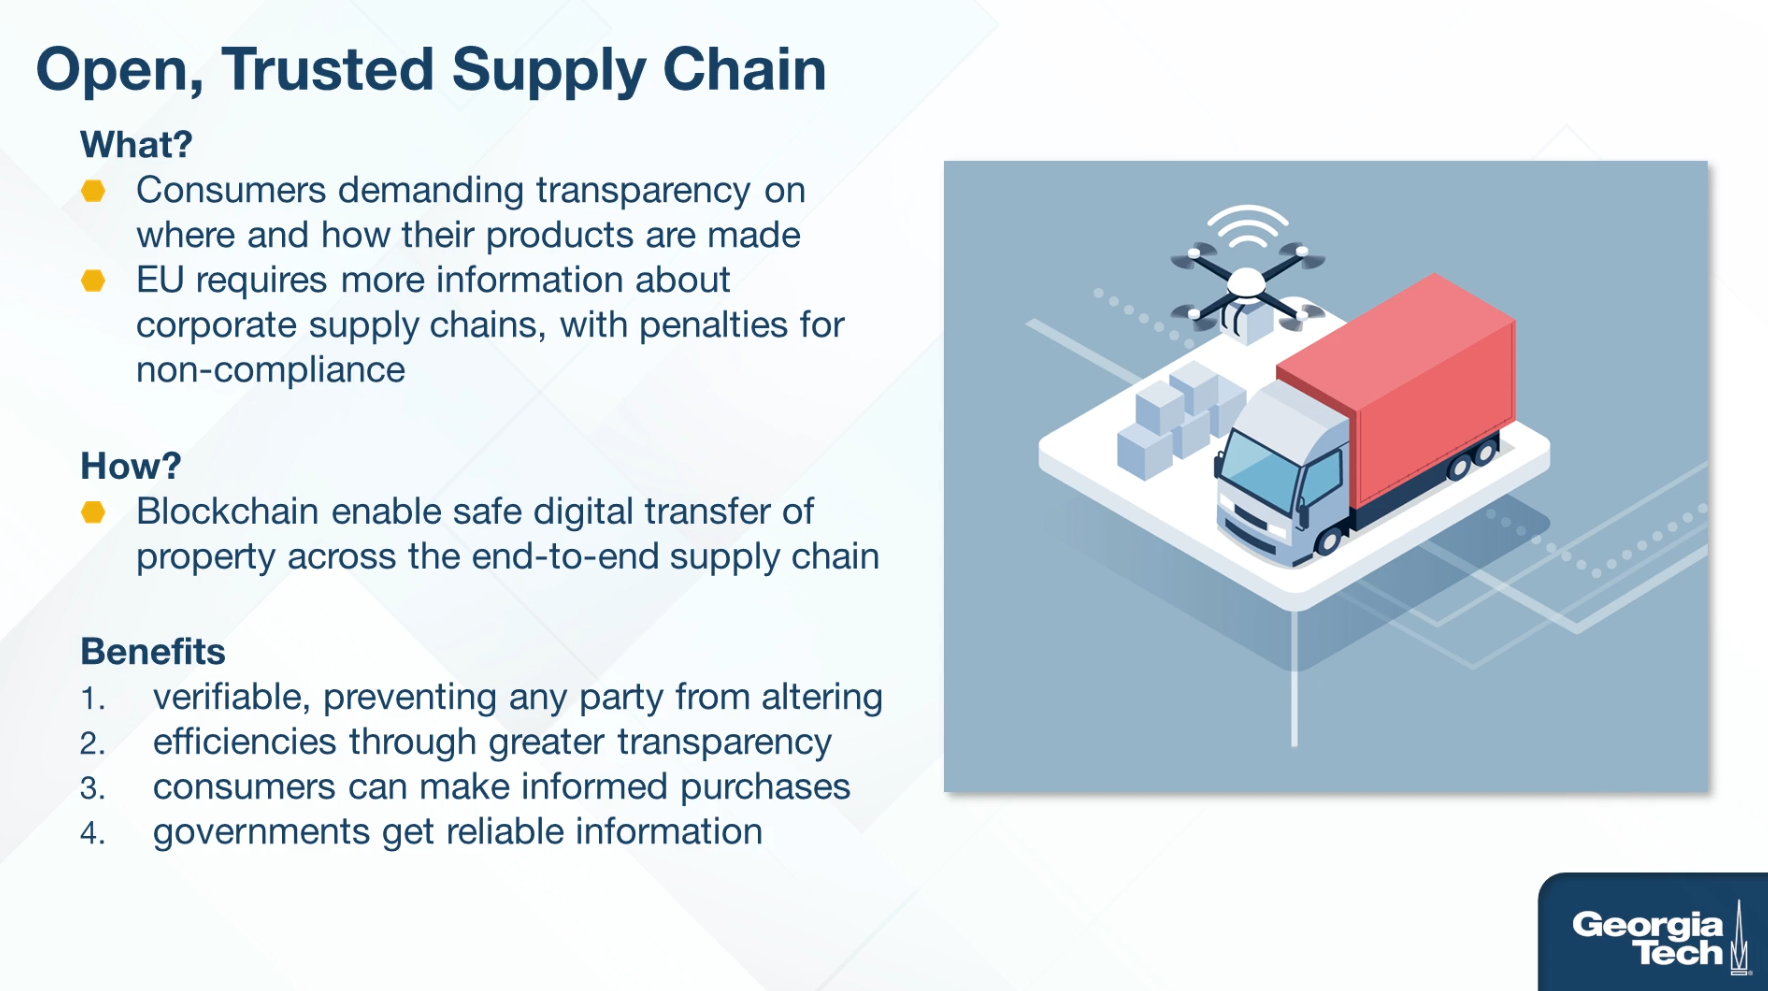 Open, Trusted Supply Chain
What?
Consumers demanding transparency on
where and how their products are made
EU requires more information about
corporate supply chains, with penalties for
non-compliance
How?
Blockchain enable safe digital transfer of
property across the end-to-end supply chain
Benefits
1. verifiable, preventing any party from altering
2. efficiencies through greater transparency
3. consumers can make informed purchases
4. governments get reliable information
Georgia
Tech